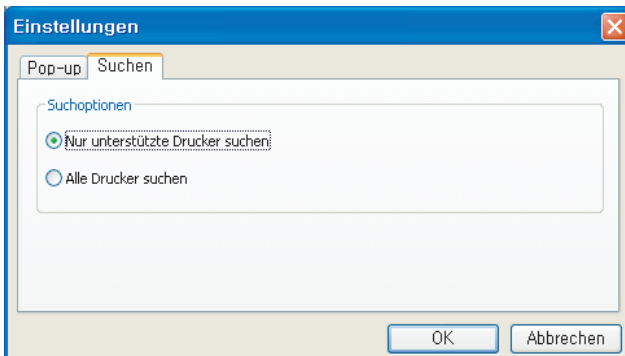 Einstellungen
Pop-up Suchen
Suchoptionen
Nur unterstützte Drucker suchen
Alle Drucker suchen
OK Abbrechen